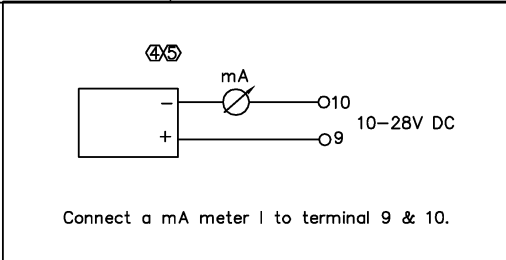 45
mA
− 10
10−28V DC
+ 9
Connect a mA meter I to terminal 9 & 10.